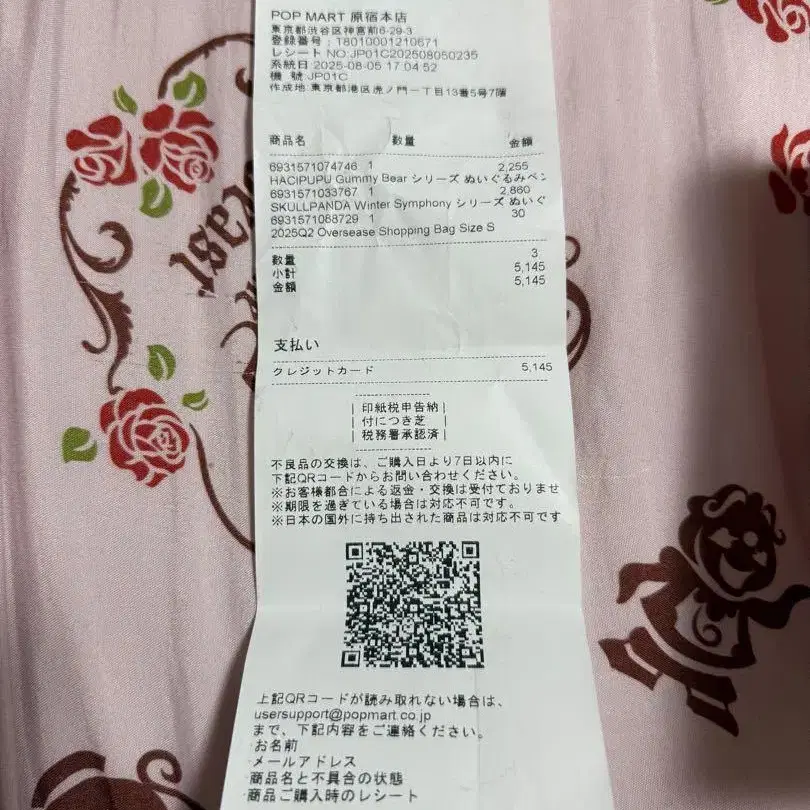 POP MART 原宿本店
東京都渋谷区神宮前6-29-3
登録番号：T8010001210671
レシート NO:JP01C202508050235
系統日:2025-08-05 17:04:52
機 號:JP01C
作成地:東京都港区虎ノ門一丁目13番5号7階
商品名 数量 金額
6931571074746 1 2,255
HACIPUPU Gummy Bear シリーズ ぬいぐるみペン
6931571033767 1 2,860
SKULLPANDA Winter Symphony シリーズ ぬいぐ
6931571068729 1 30
2025Q2 Oversease Shopping Bag Size S
数量 3
小計 5,145
金額 5,145
支払い
クレジットカード 5,145
印紙税申告納
付につき芝
税務署承認済
不良品の交換は、ご購入日より7日以内に
下記QRコードからお問い合わせください。
※お客様都合による返金・交換は受付ておりませ
※期限を過ぎている場合は対応不可です。
※日本の国外に持ち出された商品は対応不可です
上記QRコードが読み取れない場合は、
usersupport@popmart.co.jp
まで、下記内容をご連絡ください。
·お名前
·メールアドレス
·商品名と不具合の状態
·商品ご購入時のレシート